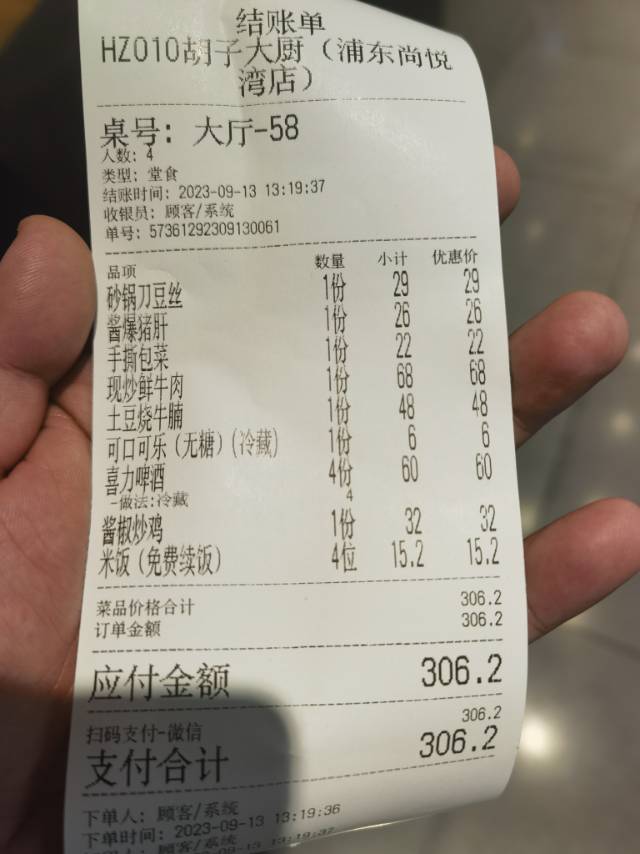 结账单
HZ010胡子大厨（浦东尚悦
湾店）
桌号: 大厅-58
人数: 4
类型: 堂食
结账时间: 2023-09-13 13:19:37
收银员: 顾客/系统
单号: 57361292309130061
品项 数量 小计 优惠价
砂锅刀豆丝 1份 29 29
酱爆猪肝 1份 26 26
手撕包菜 1份 22 22
现炒鲜牛肉 1份 68 68
土豆烧牛腩 1份 48 48
可口可乐（无糖）(冷藏) 1份 6 6
喜力啤酒 4份 60 60
-做法:冷藏 4
酱椒炒鸡 1份 32 32
米饭（免费续饭） 4位 15.2 15.2
菜品价格合计 306.2
订单金额 306.2
应付金额 306.2
扫码支付-微信 306.2
支付合计 306.2
下单人: 顾客/系统
下单时间: 2023-09-13 13:19:36
顾客/系统
13:19:37